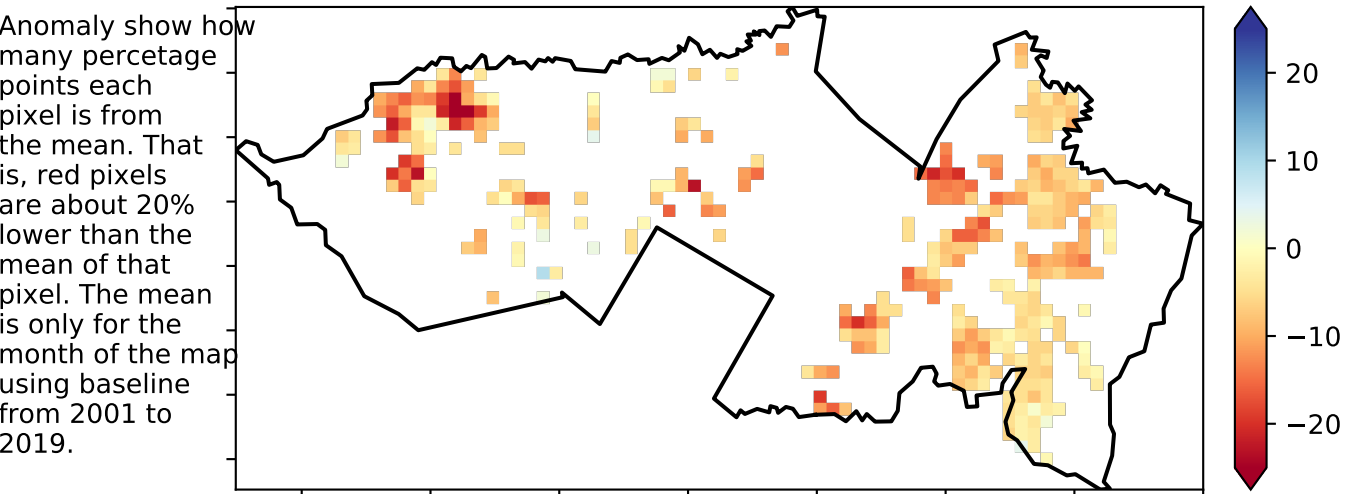 Anomaly show how
many percetage
points each
pixel is from
the mean. That
is, red pixels
are about 20%
lower than the
mean of that
pixel. The mean
is only for the
month of the map
using baseline
from 2001 to
2019.
20
10
0
−10
−20